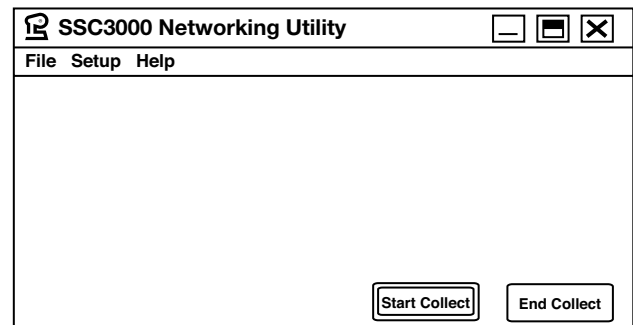 SSC3000 Networking Utility
File Setup Help
Start Collect End Collect